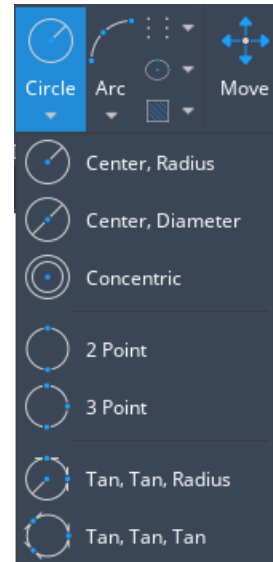 Circle Arc Move
Center, Radius
Center, Diameter
Concentric
2 Point
3 Point
Tan, Tan, Radius
Tan, Tan, Tan